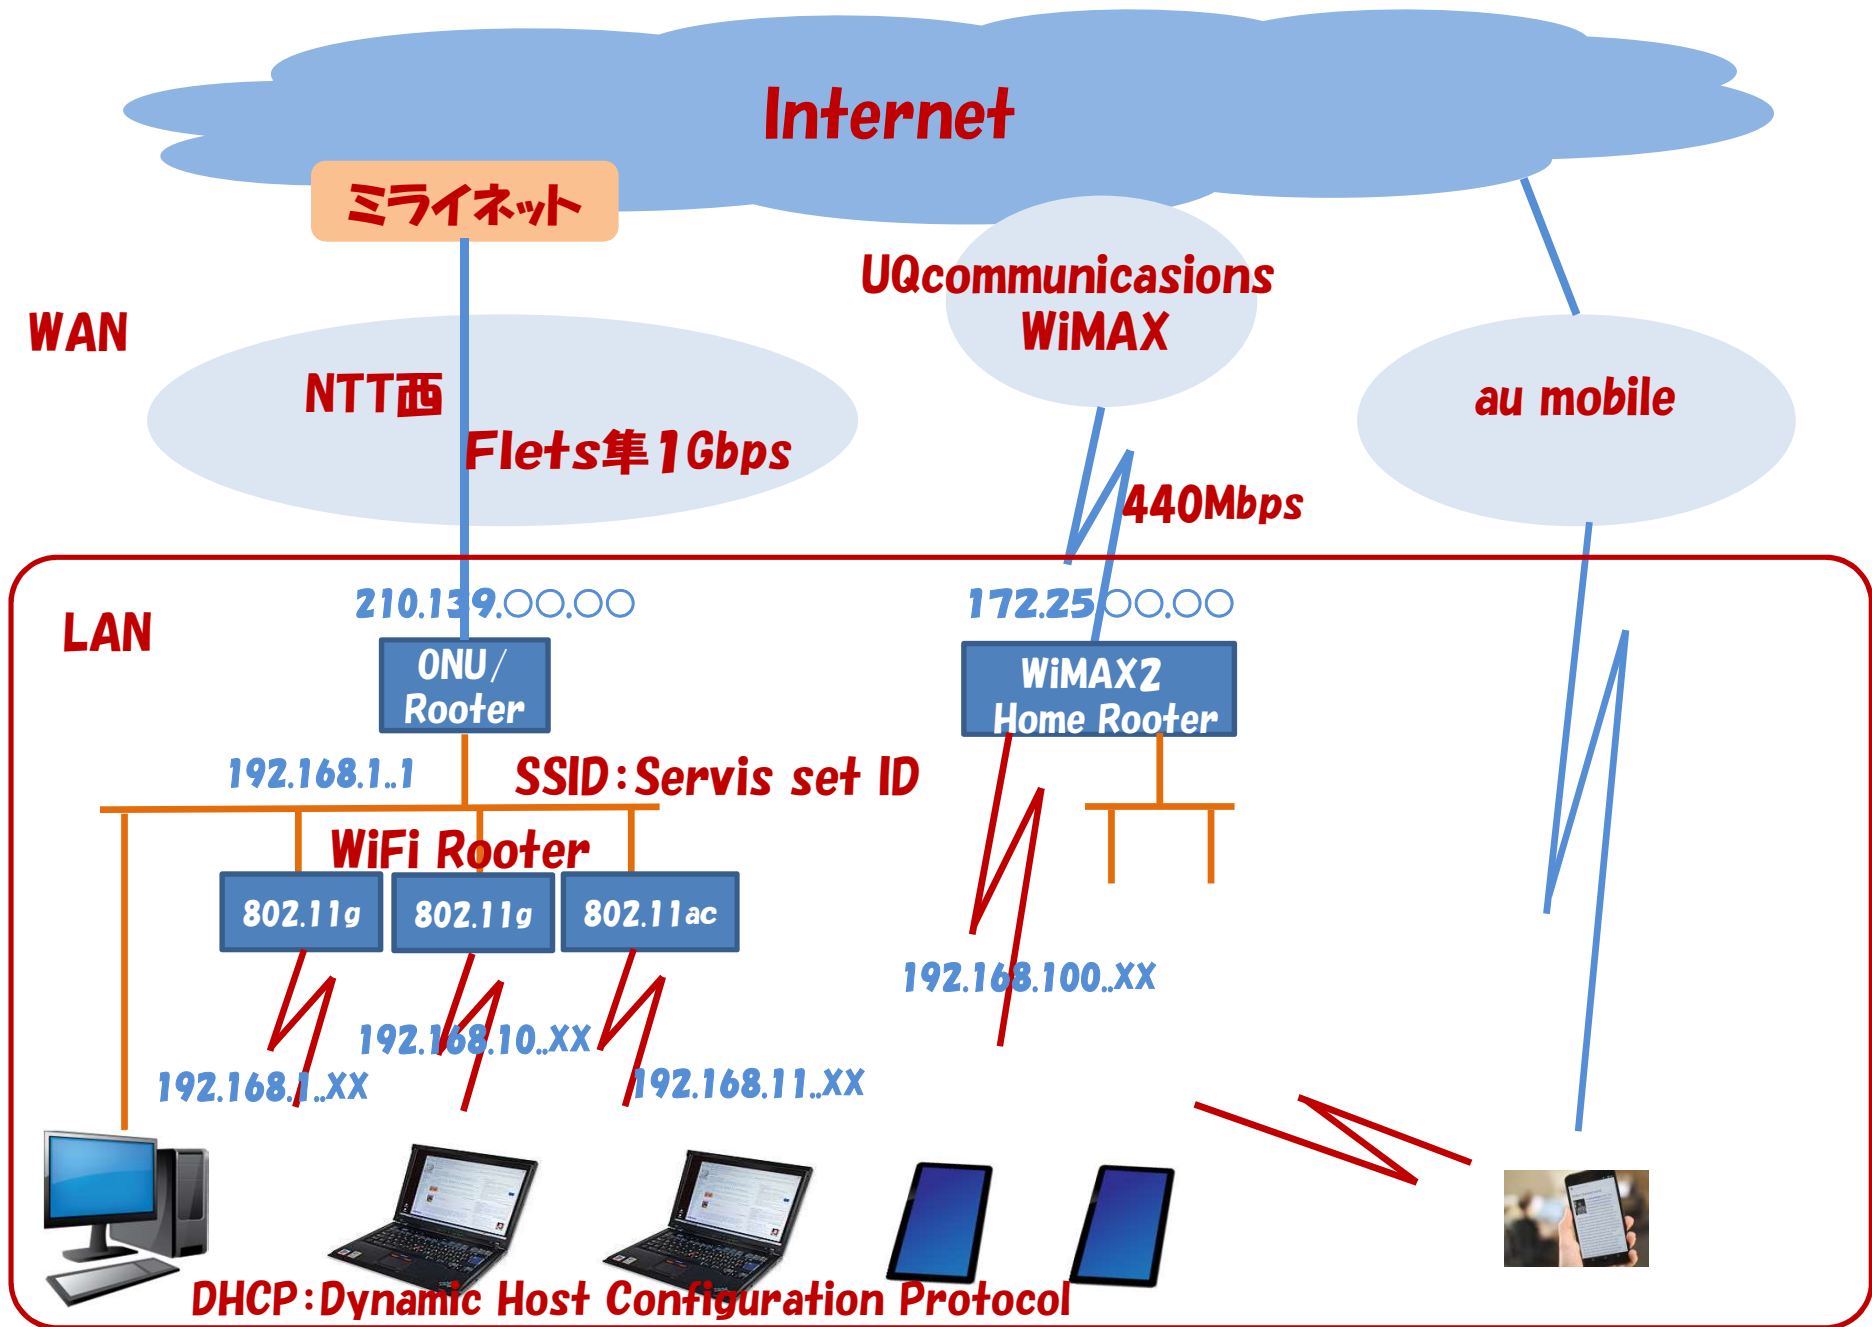 Internet
ミライネット
UQcommunicasions
WiMAX
WAN
NTT西
au mobile
Flets隼1Gbps
440Mbps
LAN
210.139.○○.○○
172.25.○○.○○
ONU/
Rooter
WiMAX2
Home Rooter
192.168.1..1
SSID:Servis set ID
WiFi Rooter
802.11g
802.11g
802.11ac
192.168.100..XX
192.168.10..XX
192.168.1..XX
192.168.11..XX
DHCP:Dynamic Host Configuration Protocol